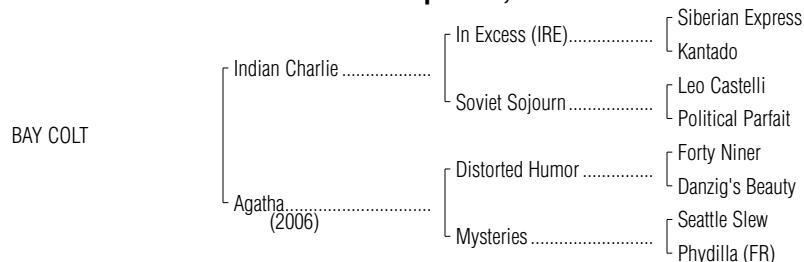 Siberian Express
In Excess (IRE)..................
Kantado
Indian Charlie ...................
Leo Castelli
Soviet Sojourn ..................
Political Parfait
BAY COLT
Forty Niner
Distorted Humor ...............
Danzig's Beauty
Agatha...............................
(2006)
Seattle Slew
Mysteries ..........................
Phydilla (FR)